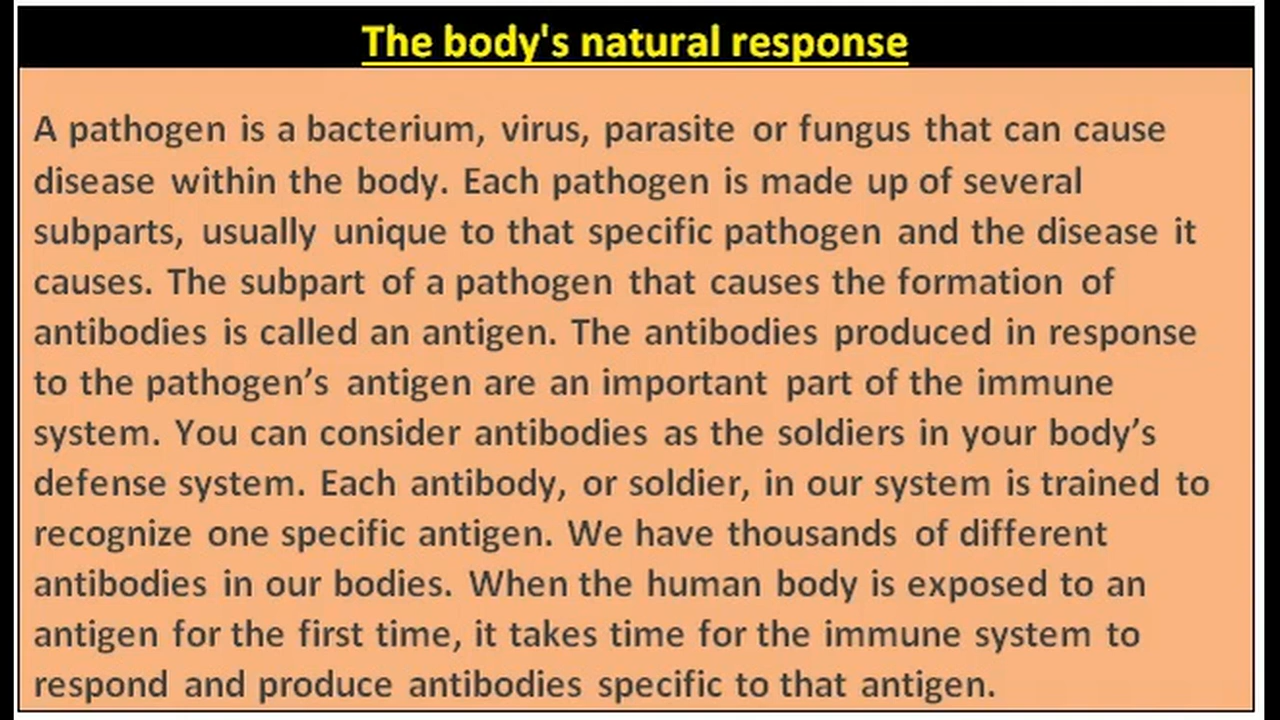 The body's natural response
A pathogen is a bacterium, virus, parasite or fungus that can cause
disease within the body. Each pathogen is made up of several
subparts, usually unique to that specific pathogen and the disease it
causes. The subpart of a pathogen that causes the formation of
antibodies is called an antigen. The antibodies produced in response
to the pathogen’s antigen are an important part of the immune
system. You can consider antibodies as the soldiers in your body’s
defense system. Each antibody, or soldier, in our system is trained to
recognize one specific antigen. We have thousands of different
antibodies in our bodies. When the human body is exposed to an
antigen for the first time, it takes time for the immune system to
respond and produce antibodies specific to that antigen.